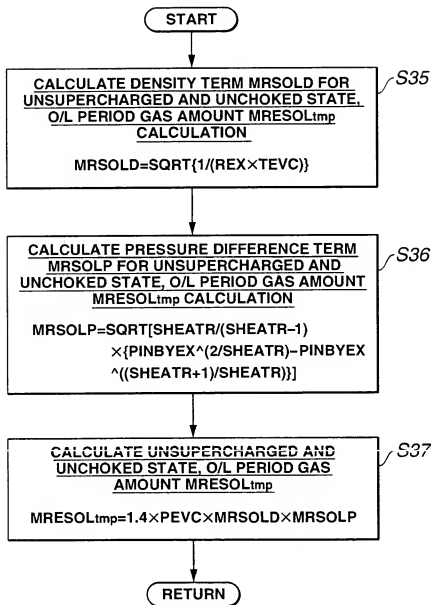 START
CALCULATE DENSITY TERM MRSOLD FOR
UNSUPERCHARGED AND UNCHOKED STATE,
O/L PERIOD GAS AMOUNT MRESOLtmp
CALCULATION
MRSOLD=SQRT{1/(REX×TEVC)}
S35
CALCULATE PRESSURE DIFFERENCE TERM
MRSOLP FOR UNSUPERCHARGED AND
UNCHOKED STATE, O/L PERIOD GAS AMOUNT
MRESOLtmp CALCULATION
MRSOLP=SQRT[SHEATR/(SHEATR–1)
×{PINBYEX^(2/SHEATR)–PINBYEX
^((SHEATR+1)/SHEATR)}]
S36
CALCULATE UNSUPERCHARGED AND
UNCHOKED STATE, O/L PERIOD GAS
AMOUNT MRESOLtmp
MRESOLtmp=1.4×PEVC×MRSOLD×MRSOLP
S37
RETURN